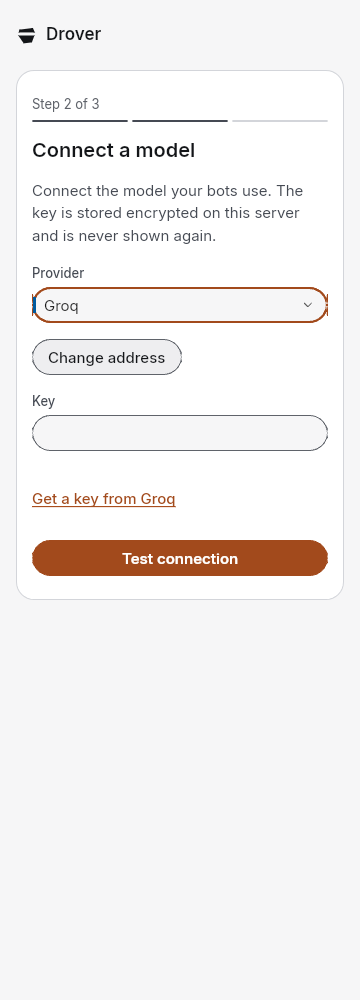 Drover
Step 2 of 3
Connect a model
Connect the model your bots use. The
key is stored encrypted on this server
and is never shown again.
Provider
Groq
Change address
Key
Get a key from Groq
Test connection